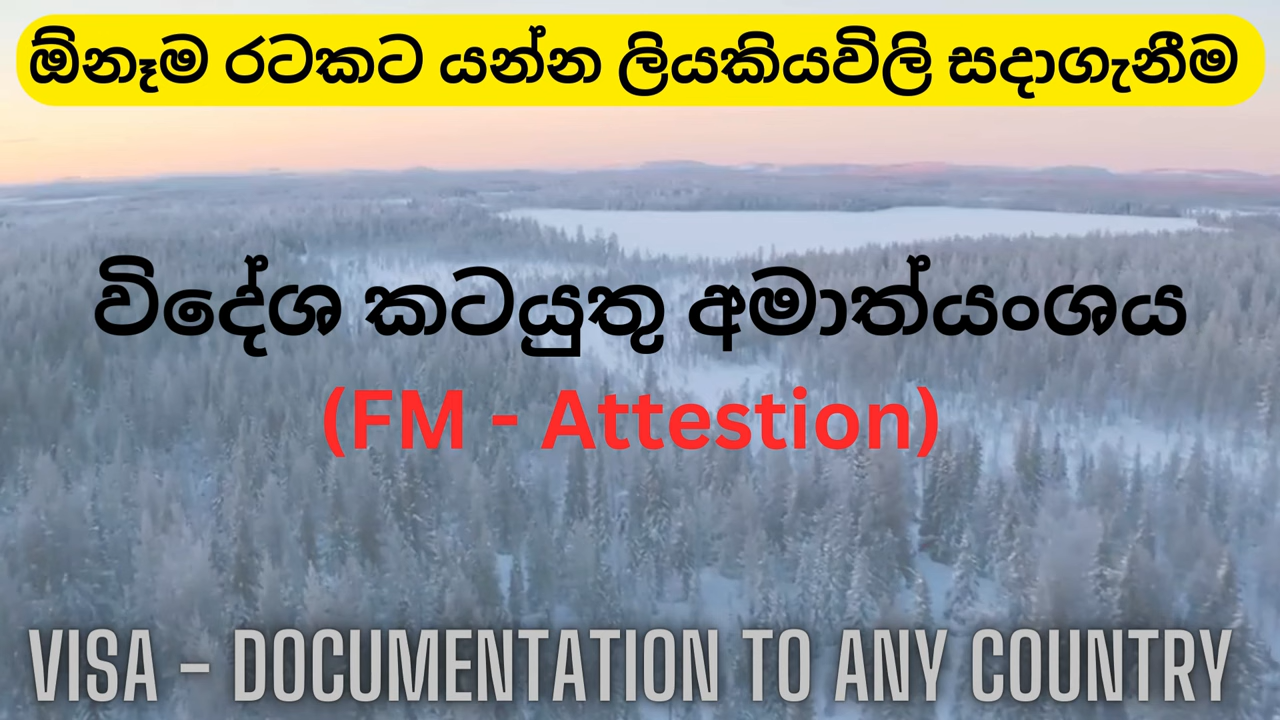 ඕනෑම රටකට යන්න ලියකියවිලි සදාගැනීම
විදේශ කටයුතු අමාත්යංශය
(FM - Attestion)
VISA - DOCUMENTATION TO ANY COUNTRY